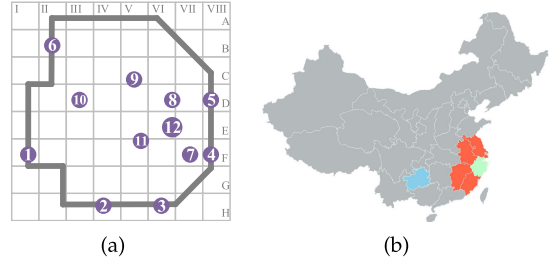 I II III IV V VI VII VIII
A
6 B
9 C
10 8 5 D
12 E
11
1 7 4 F
G
2 3 H
(a) (b)